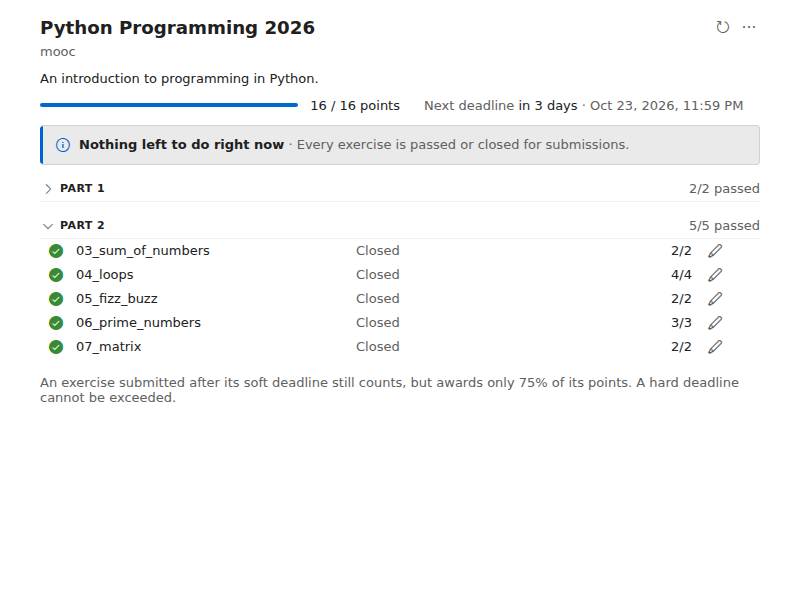 Python Programming 2026
mooc
An introduction to programming in Python.
16 / 16 points Next deadline in 3 days · Oct 23, 2026, 11:59 PM
Nothing left to do right now · Every exercise is passed or closed for submissions.
PART 1 2/2 passed
PART 2 5/5 passed
03_sum_of_numbers Closed 2/2
04_loops Closed 4/4
05_fizz_buzz Closed 2/2
06_prime_numbers Closed 3/3
07_matrix Closed 2/2
An exercise submitted after its soft deadline still counts, but awards only 75% of its points. A hard deadline
cannot be exceeded.